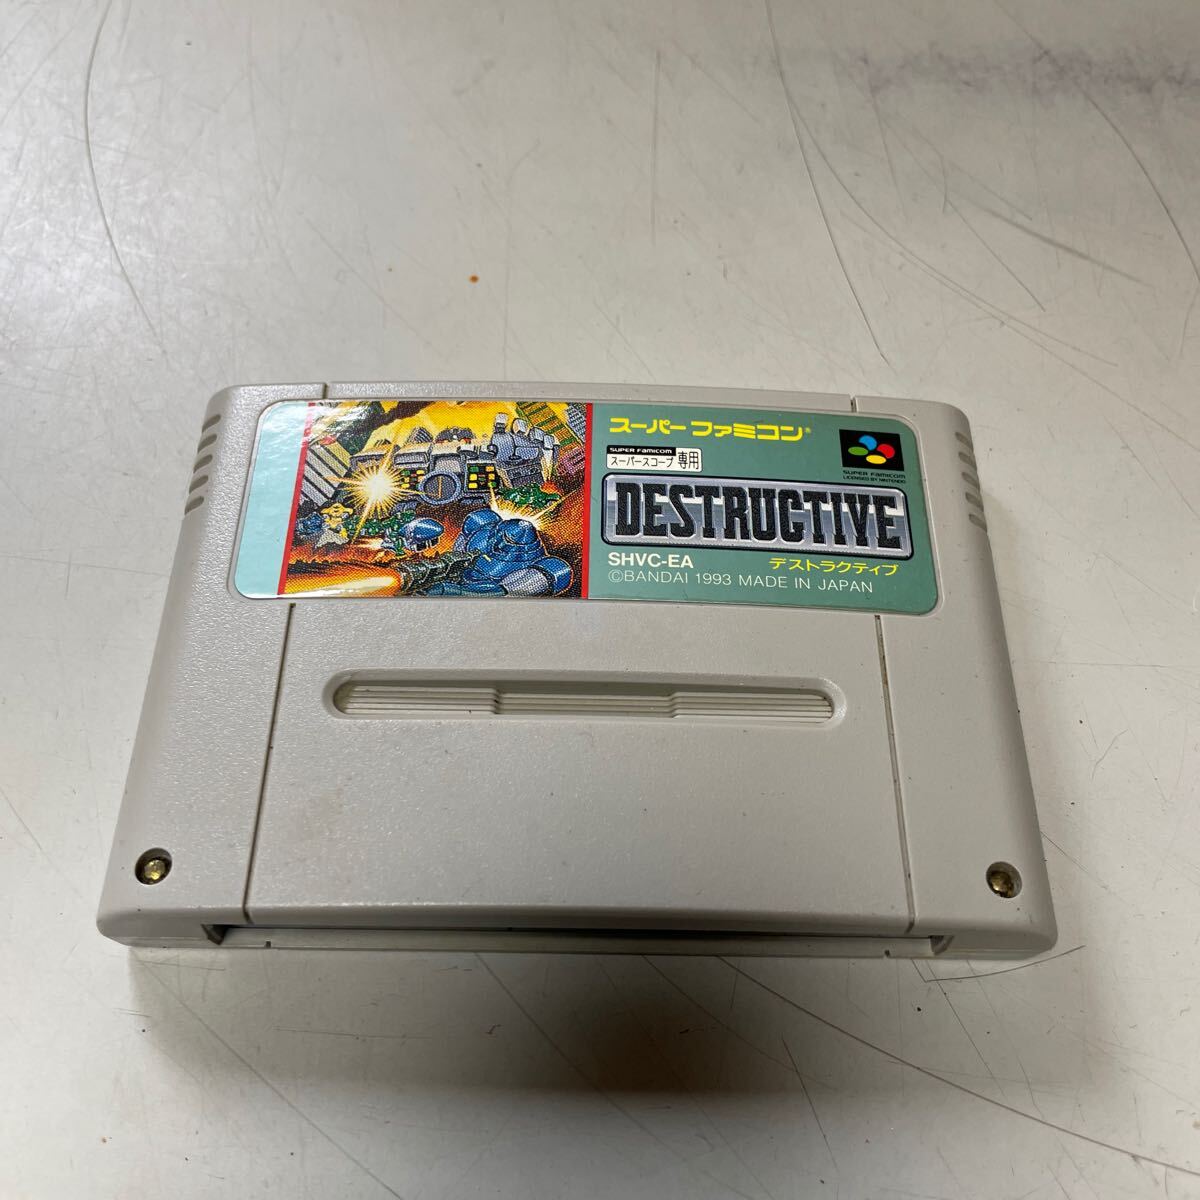 スーパーファミコン®
SUPER FAMICOM
スーパースコープ専用
DESTRUCTIVE
SHVC-EA
デストラクティブ
©BANDAI 1993 MADE IN JAPAN
SUPER FAMICOM
LICENSED BY NINTENDO